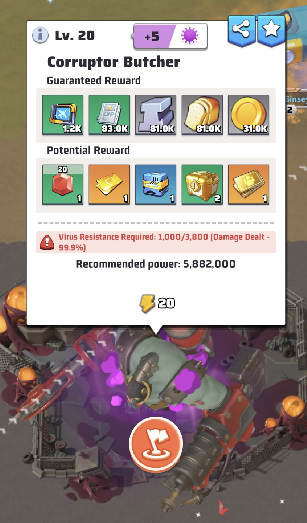 Lv. 20
+5
Corruptor Butcher
Guaranteed Reward
1.2K
83.0K
81.0K
81.0K
31.0K
Potential Reward
20
1
1
1
2
1
Virus Resistance Required: 1,000/3,800 (Damage Dealt -
99.9%)
Recommended power: 5,882,000
20
2